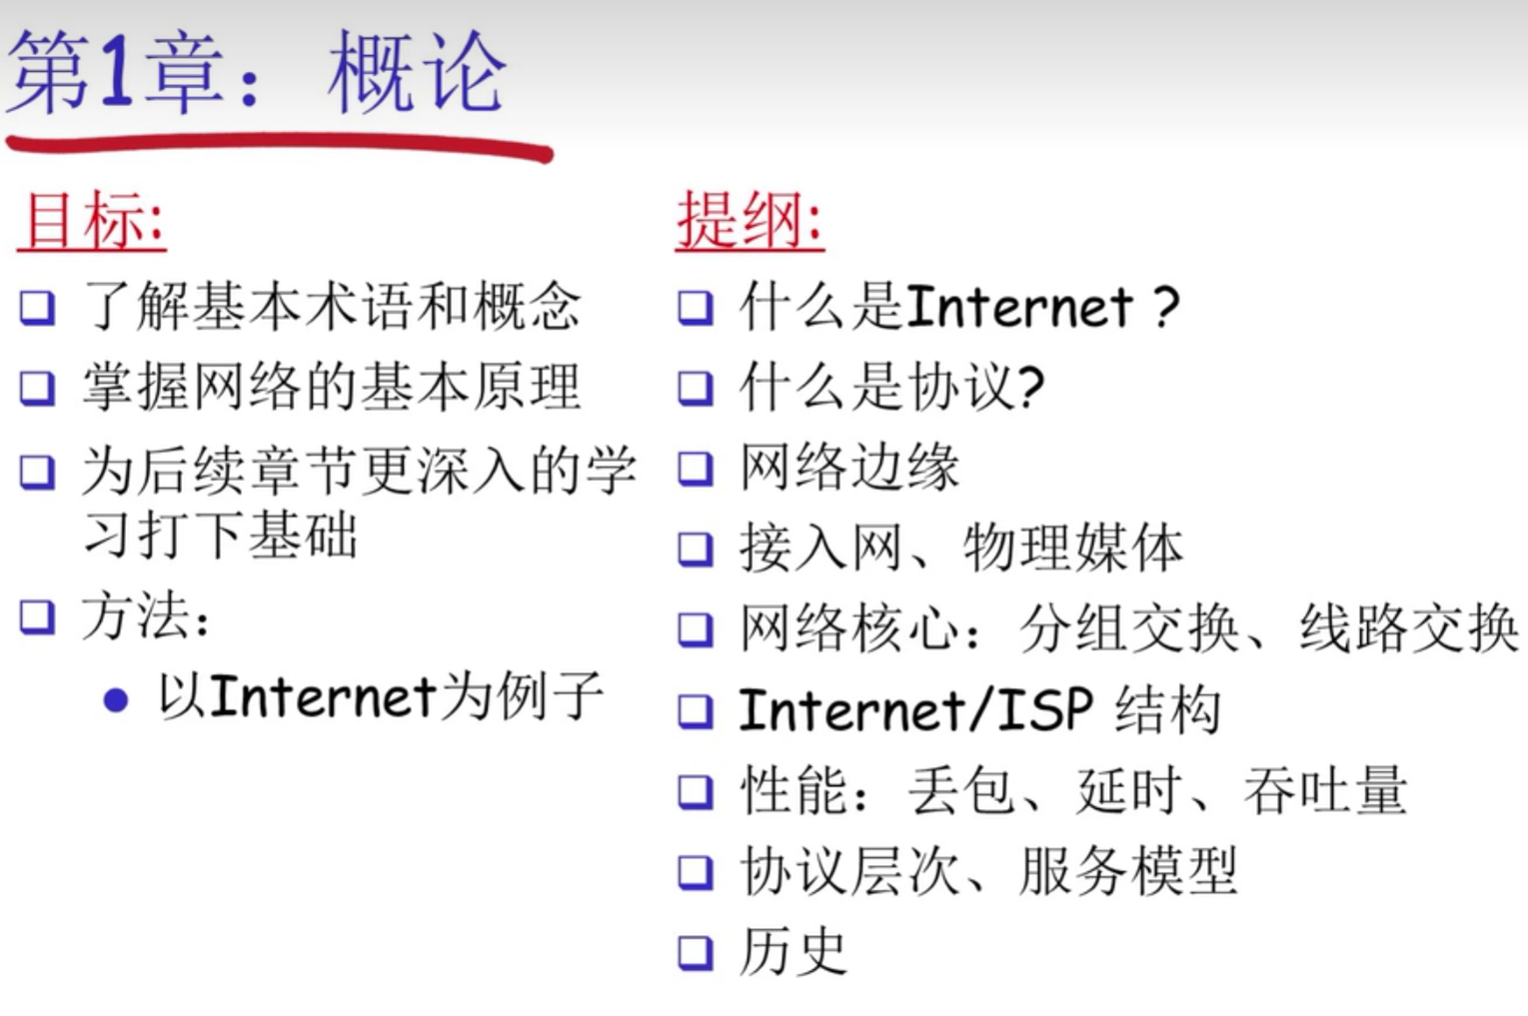 第1章：概论
目标:
了解基本术语和概念
掌握网络的基本原理
为后续章节更深入的学
习打下基础
方法：
以Internet为例子
提纲:
什么是Internet？
什么是协议?
网络边缘
接入网、物理媒体
网络核心：分组交换、线路交换
Internet/ISP 结构
性能：丢包、延时、吞吐量
协议层次、服务模型
历史